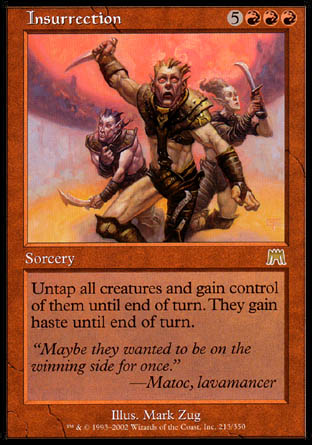 Insurrection 5
Sorcery
Untap all creatures and gain control
of them until end of turn. They gain
haste until end of turn.
“Maybe they wanted to be on the
winning side for once.”
—Matoc, lavamancer
Illus. Mark Zug
™ & © 1993–2002 Wizards of the Coast, Inc. 213/350